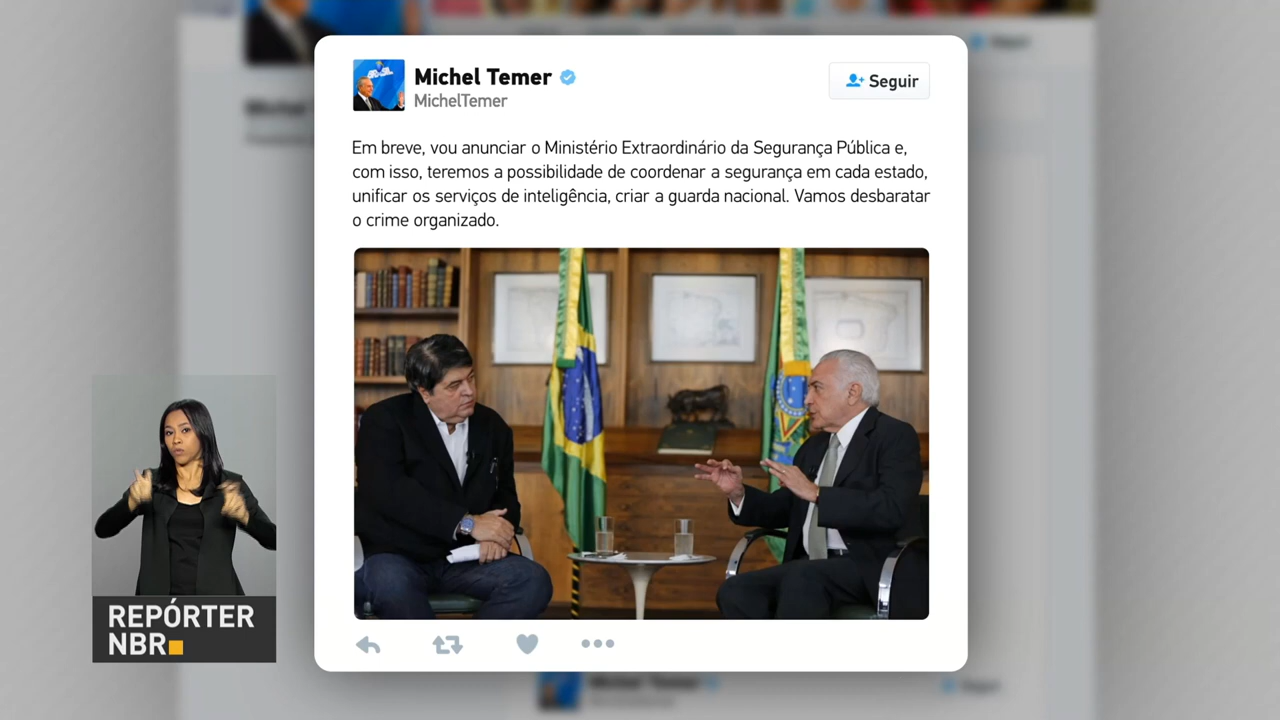 Michel Temer
MichelTemer
Seguir
Em breve, vou anunciar o Ministério Extraordinário da Segurança Pública e,
com isso, teremos a possibilidade de coordenar a segurança em cada estado,
unificar os serviços de inteligência, criar a guarda nacional. Vamos desbaratar
o crime organizado.
REPÓRTER
NBR